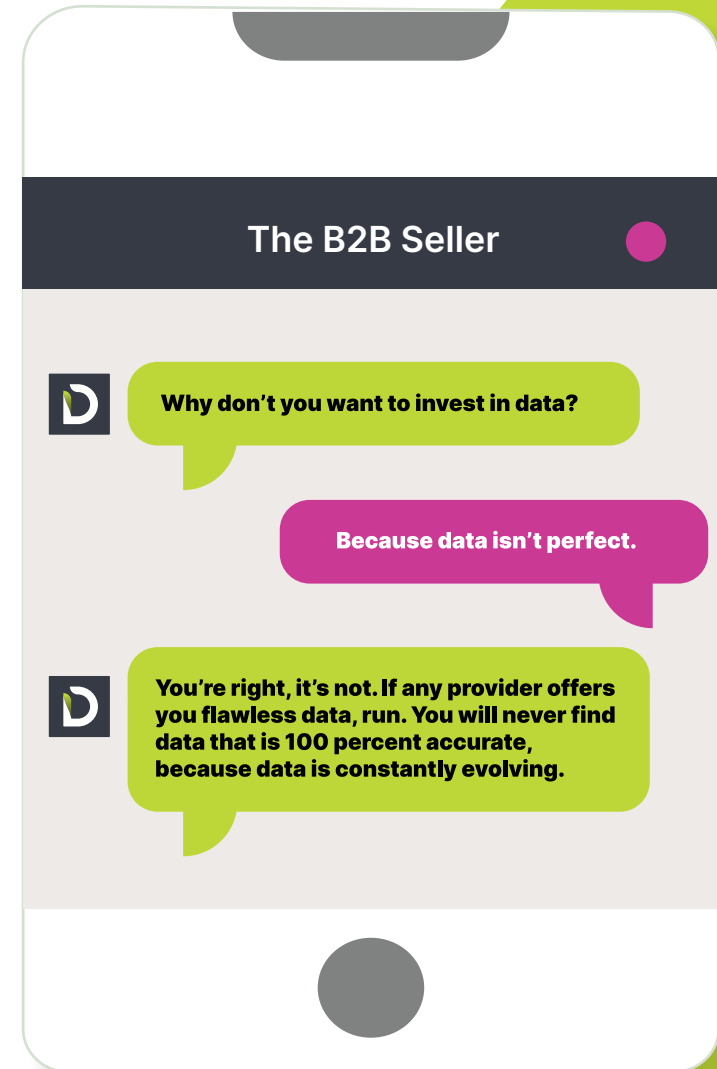 The B2B Seller
Why don’t you want to invest in data?
Because data isn’t perfect.
You’re right, it’s not. If any provider offers
you flawless data, run. You will never find
data that is 100 percent accurate,
because data is constantly evolving.